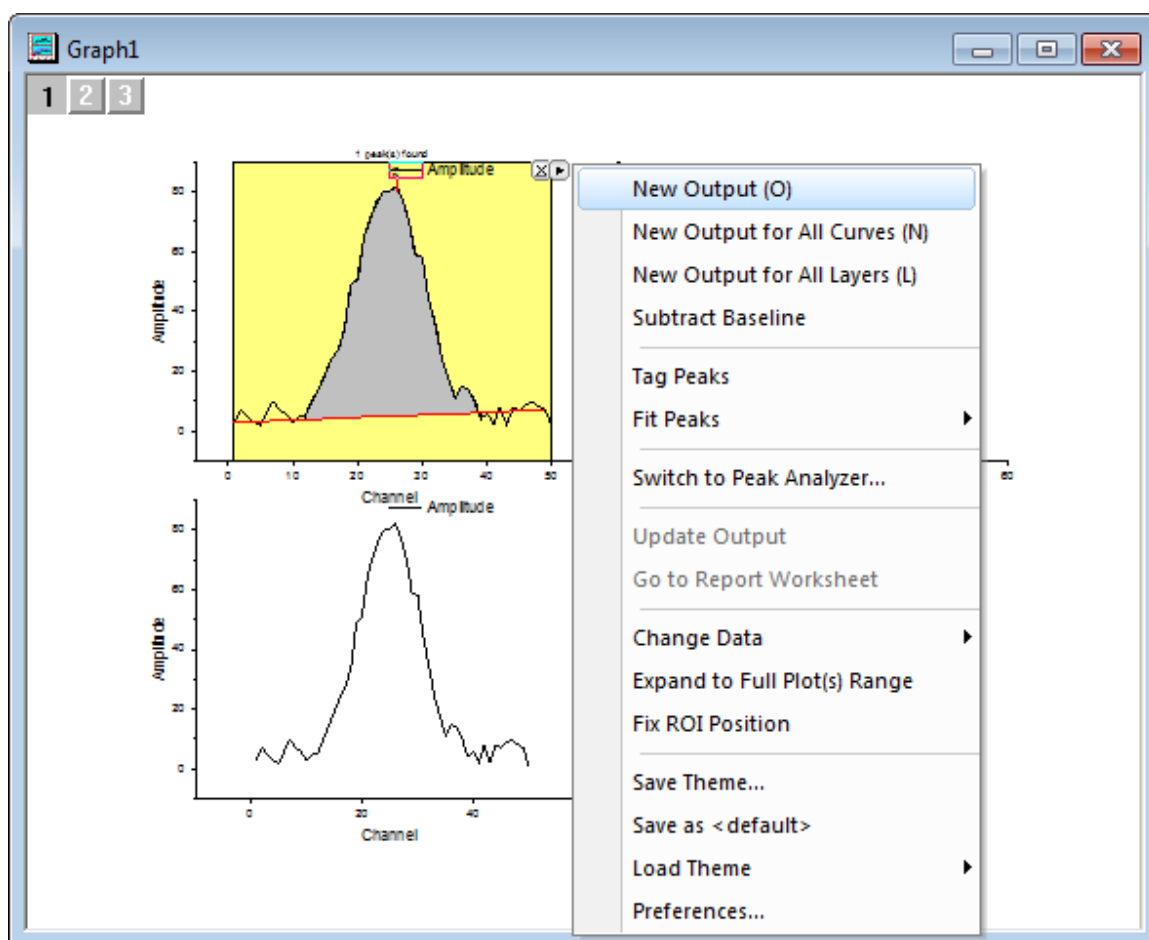 Graph1
1 2 3
1 peak(s) found
Amplitude
80
60
40
20
0
Amplitude
0 10 20 30 40 50 60
Channel
Amplitude
80
60
40
20
0
Amplitude
0 20 40
Channel
New Output (O)
New Output for All Curves (N)
New Output for All Layers (L)
Subtract Baseline
Tag Peaks
Fit Peaks
Switch to Peak Analyzer...
Update Output
Go to Report Worksheet
Change Data
Expand to Full Plot(s) Range
Fix ROI Position
Save Theme...
Save as <default>
Load Theme
Preferences...